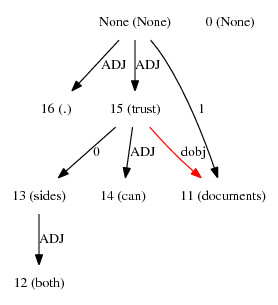 None (None) 0 (None)
ADJ ADJ
16 (.) 15 (trust) 1
0 ADJ dobj
13 (sides) 14 (can) 11 (documents)
ADJ
12 (both)